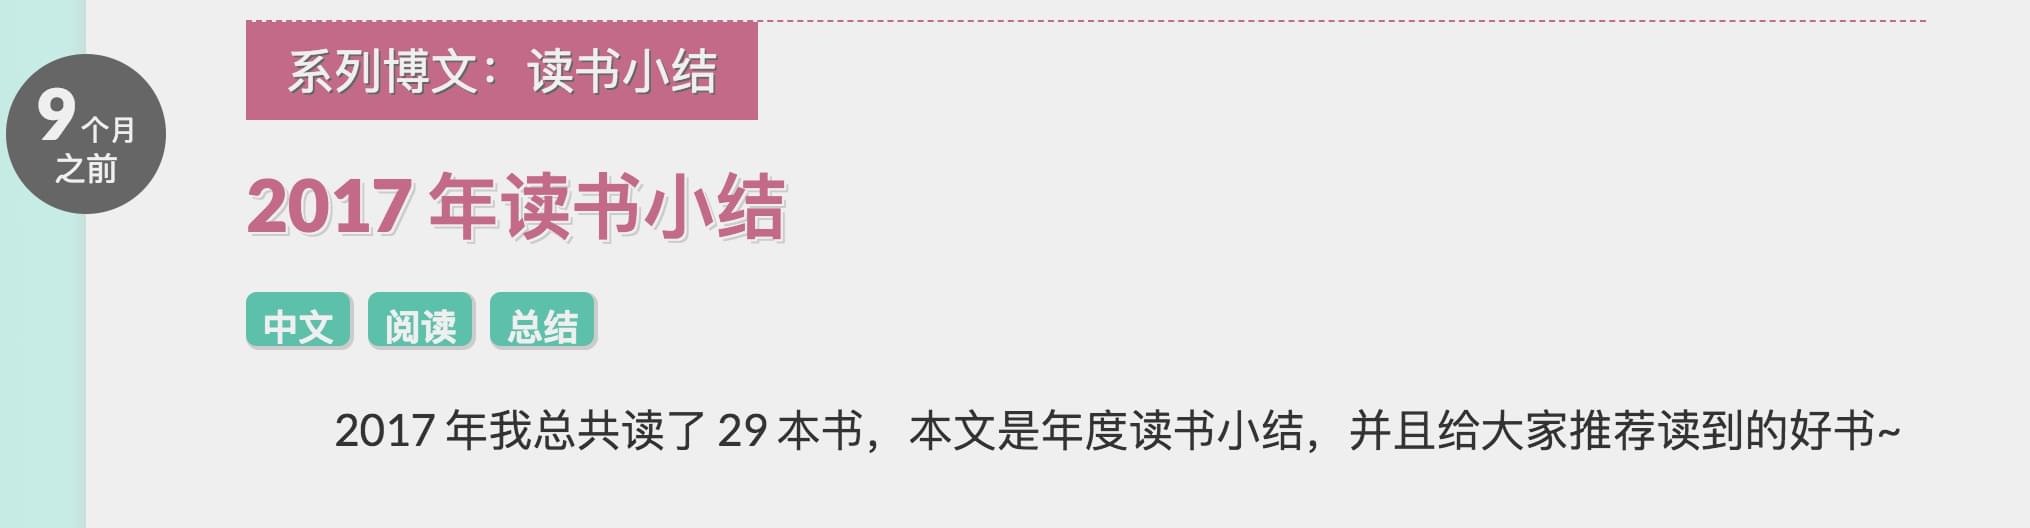 系列博文：读书小结
9个月
之前
2017 年读书小结
中文 阅读 总结
2017 年我总共读了 29 本书，本文是年度读书小结，并且给大家推荐读到的好书~